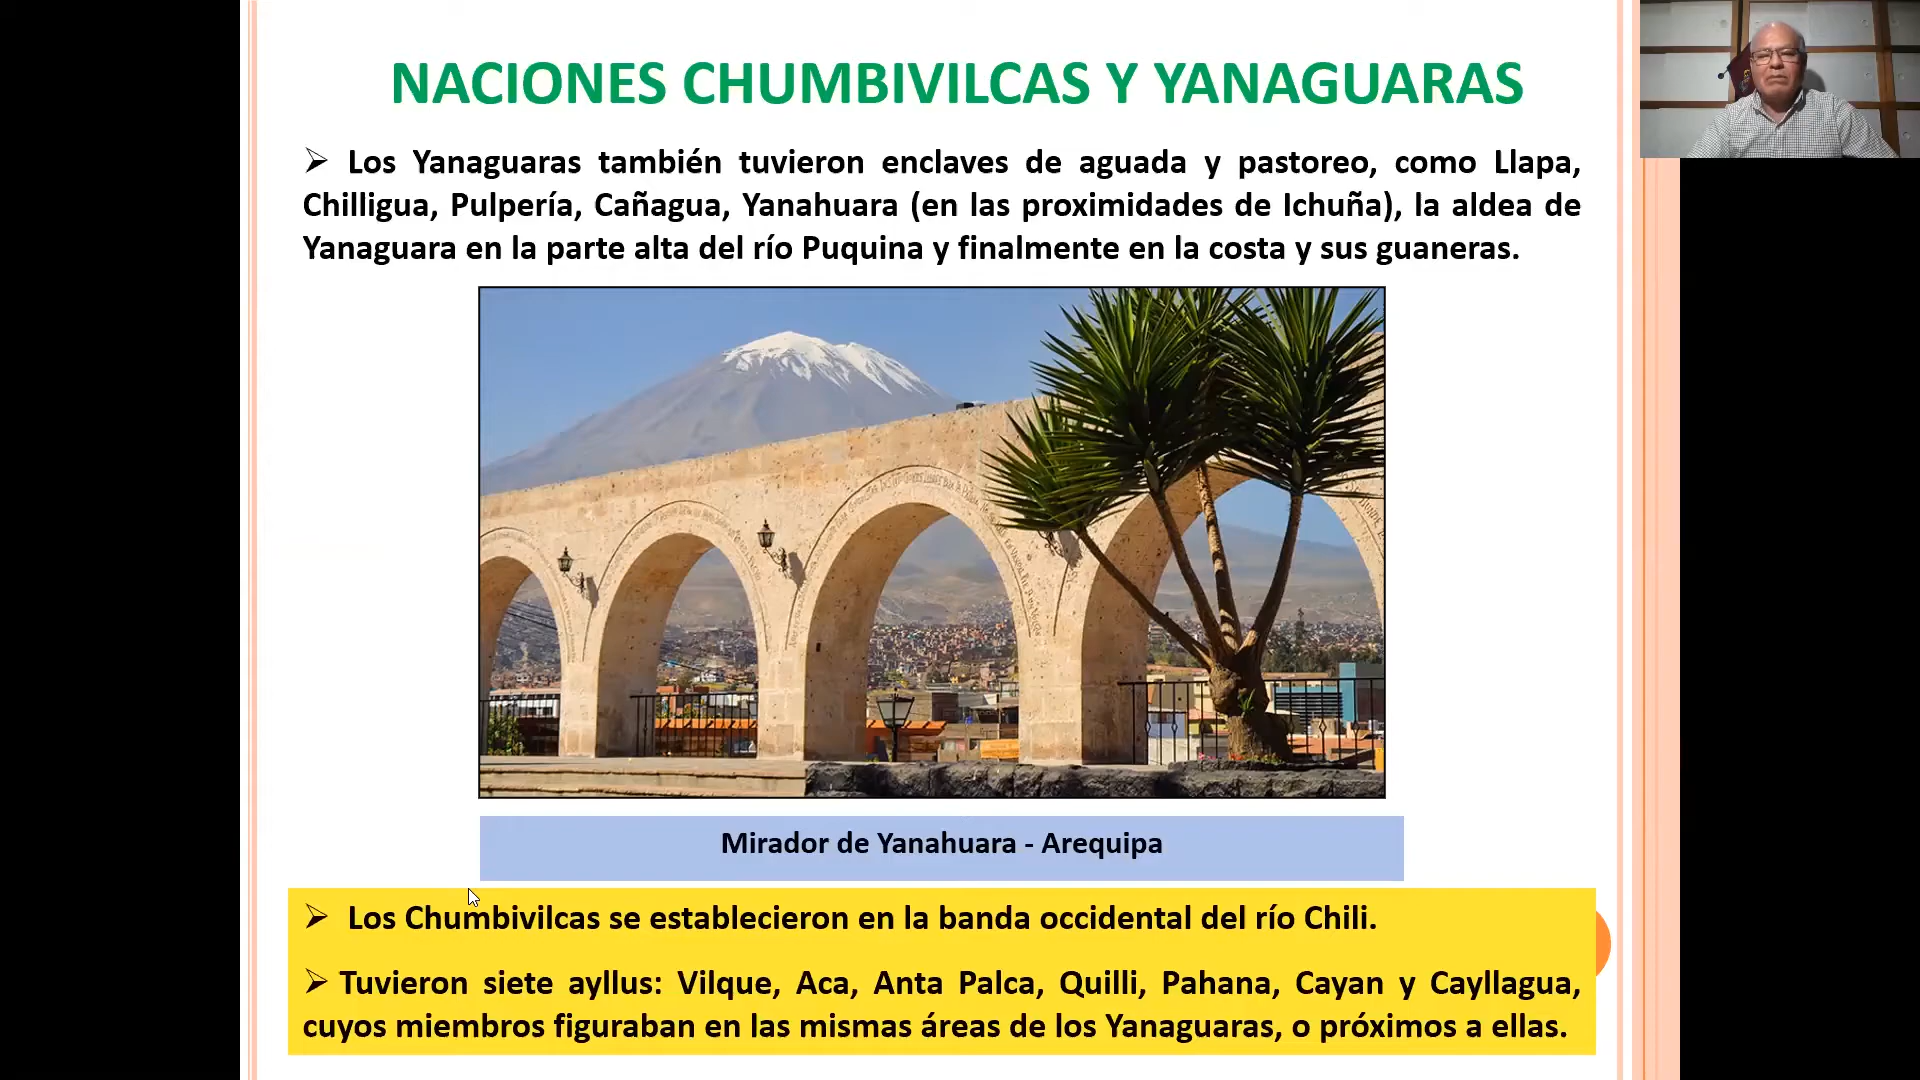 NACIONES CHUMBIVILCAS Y YANAGUARAS
➢ Los Yanaguaras también tuvieron enclaves de aguada y pastoreo, como Llapa,
Chilligua, Pulpería, Cañagua, Yanahuara (en las proximidades de Ichuña), la aldea de
Yanaguara en la parte alta del río Puquina y finalmente en la costa y sus guaneras.
Mirador de Yanahuara - Arequipa
➢ Los Chumbivilcas se establecieron en la banda occidental del río Chili.
➢ Tuvieron siete ayllus: Vilque, Aca, Anta Palca, Quilli, Pahana, Cayan y Cayllagua,
cuyos miembros figuraban en las mismas áreas de los Yanaguaras, o próximos a ellas.